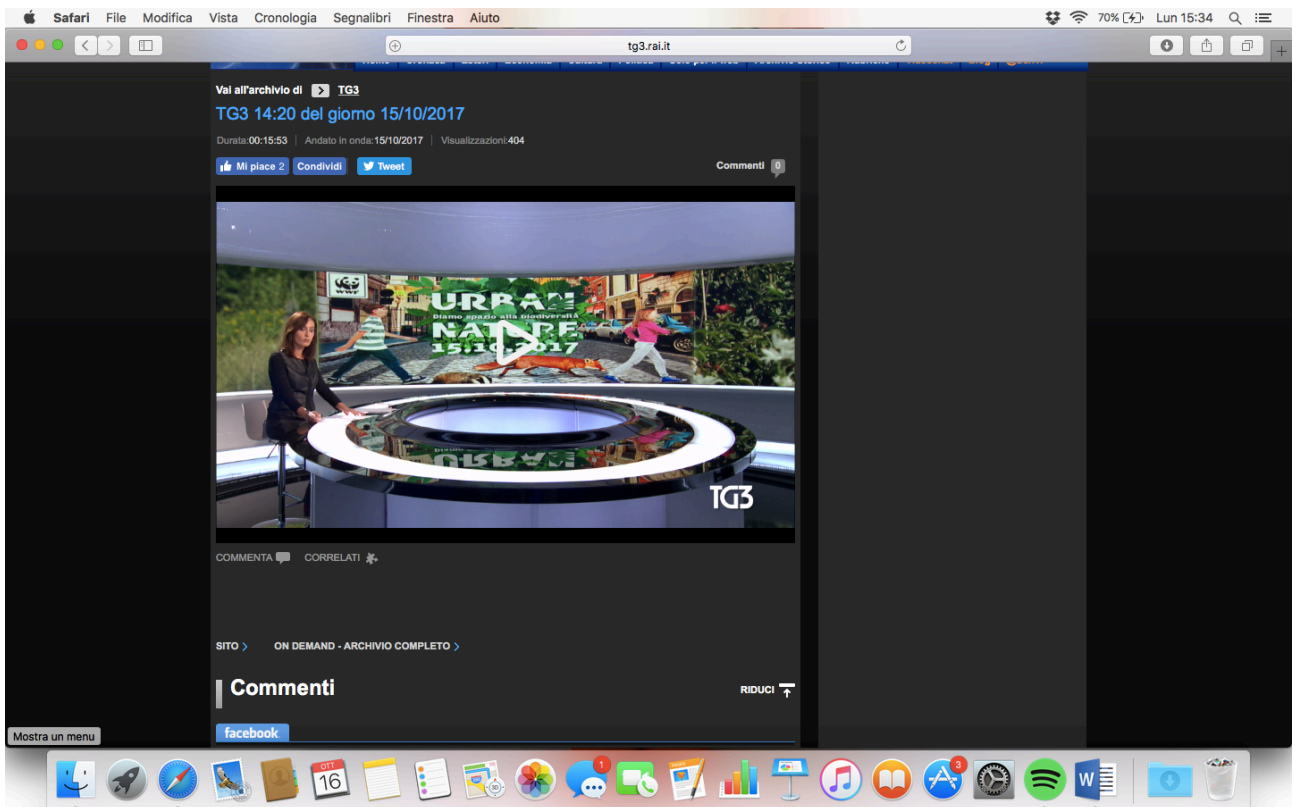 Safari File Modifica Vista Cronologia Segnalibri Finestra Aiuto 70% Lun 15:34
tg3.rai.it
Vai all'archivio di TG3
TG3 14:20 del giorno 15/10/2017
Durata:00:15:53 | Andato in onda:15/10/2017 | Visualizzazioni:404
Mi piace 2 Condividi Tweet Commenti 0
WWF
URBAN
Diamo spazio alla biodiversità
NATURE
15.10.2017
URBAN
TG3
COMMENTA CORRELATI
SITO > ON DEMAND - ARCHIVIO COMPLETO >
Commenti RIDUCI
facebook
Mostra un menu
OTT
16
1
3
W